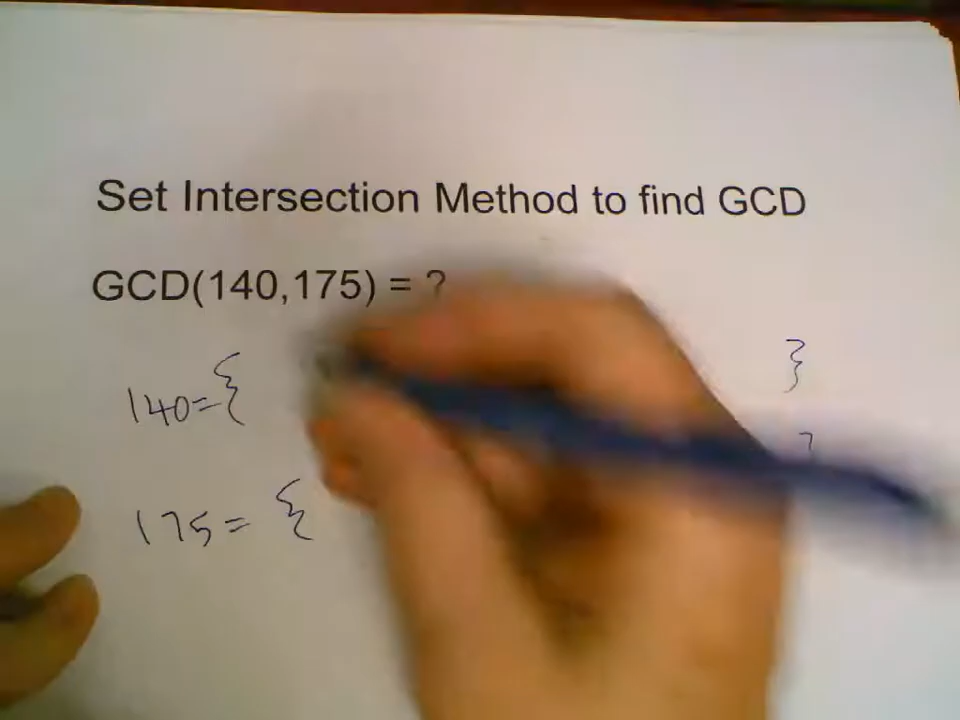 Set Intersection Method to find GCD
GCD(140,175) = ?
140={ }
175= { }